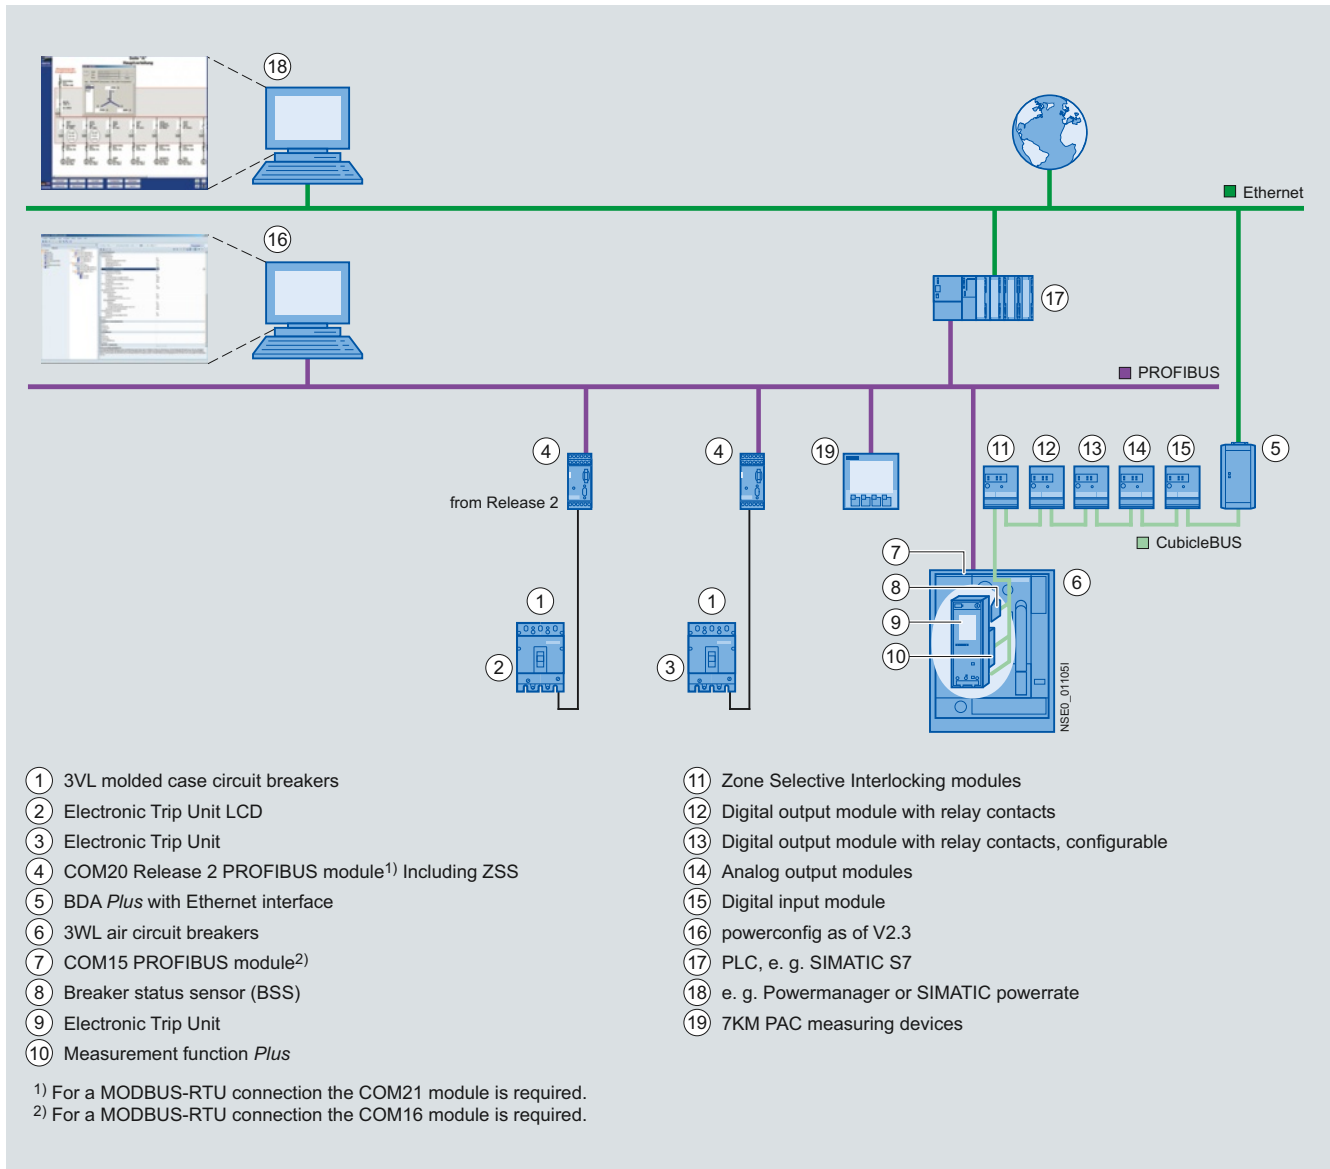 18
Ethernet
16
17
PROFIBUS
4
4
19
11
12
13
14
15
5
from Release 2
CubicleBUS
7
6
8
1
1
9
2
3
10
NSE0_01105l
1 3VL molded case circuit breakers
2 Electronic Trip Unit LCD
3 Electronic Trip Unit
4 COM20 Release 2 PROFIBUS module1) Including ZSS
5 BDA Plus with Ethernet interface
6 3WL air circuit breakers
7 COM15 PROFIBUS module2)
8 Breaker status sensor (BSS)
9 Electronic Trip Unit
10 Measurement function Plus
11 Zone Selective Interlocking modules
12 Digital output module with relay contacts
13 Digital output module with relay contacts, configurable
14 Analog output modules
15 Digital input module
16 powerconfig as of V2.3
17 PLC, e. g. SIMATIC S7
18 e. g. Powermanager or SIMATIC powerrate
19 7KM PAC measuring devices
1) For a MODBUS-RTU connection the COM21 module is required.
2) For a MODBUS-RTU connection the COM16 module is required.